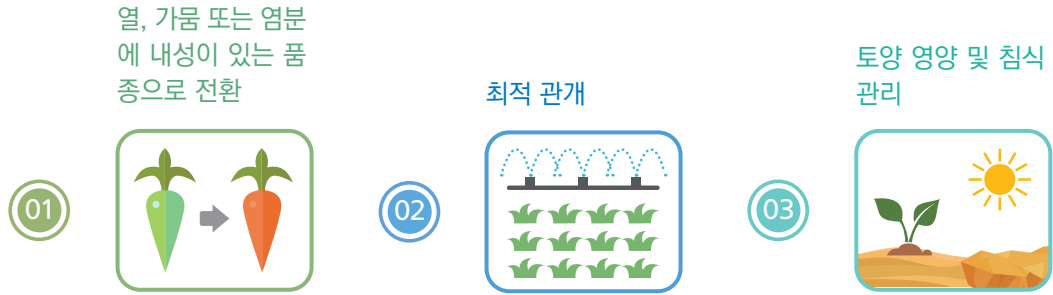 01
열, 가뭄 또는 염분
에 내성이 있는 품
종으로 전환
02
최적 관개
03
토양 영양 및 침식
관리